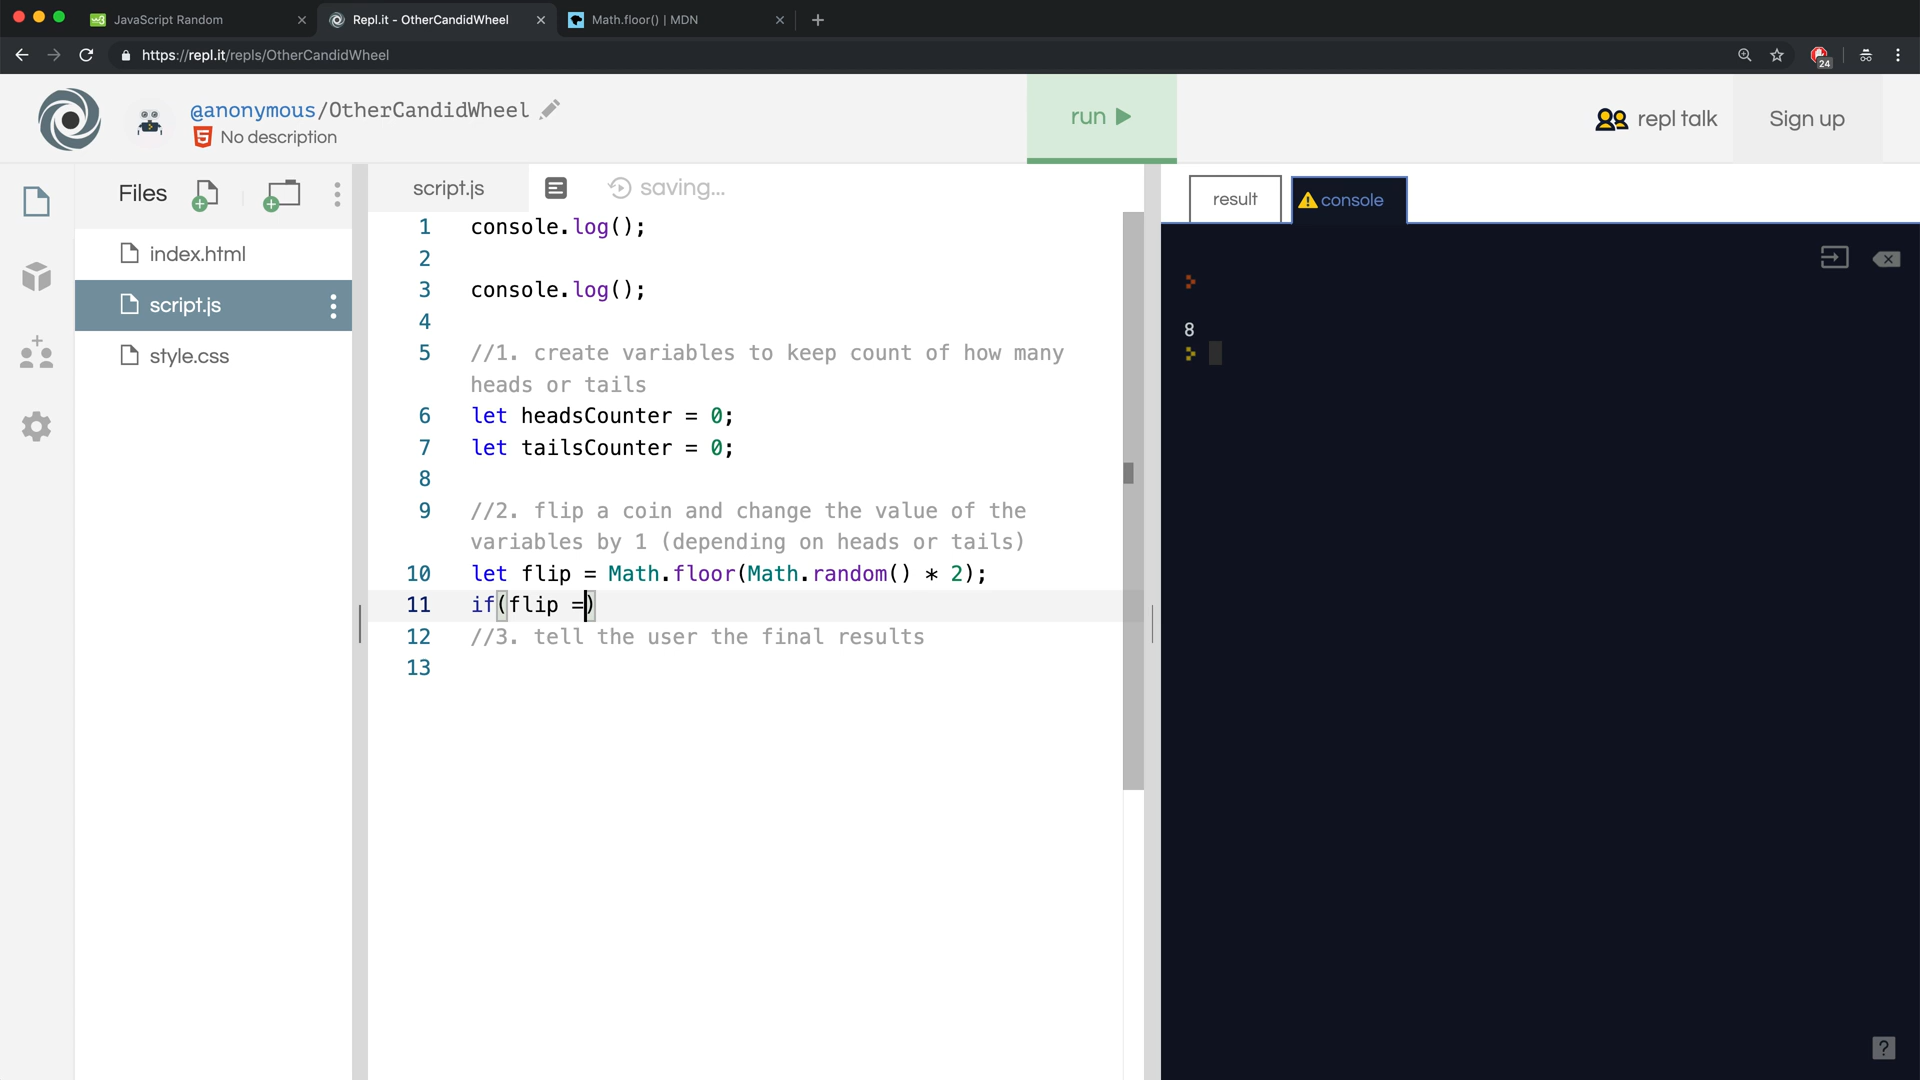 JavaScript Random
Repl.it - OtherCandidWheel
Math.floor() | MDN
https://repl.it/repls/OtherCandidWheel
24
@anonymous/OtherCandidWheel
5 No description
run
repl talk
Sign up
Files
index.html
script.js
style.css
script.js
saving...
1 console.log();
2
3 console.log();
4
5 //1. create variables to keep count of how many
heads or tails
6 let headsCounter = 0;
7 let tailsCounter = 0;
8
9 //2. flip a coin and change the value of the
variables by 1 (depending on heads or tails)
10 let flip = Math.floor(Math.random() * 2);
11 if(flip =)
12 //3. tell the user the final results
13
result
console
8
?